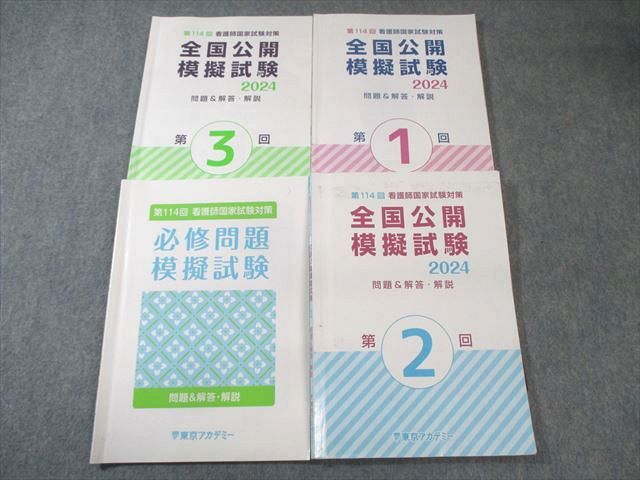 第114回 看護師国家試験対策
全国公開
模擬試験
2024
問題&解答・解説
第 3 回
第114回 看護師国家試験対策
全国公開
模擬試験
2024
問題&解答・解説
第 1 回
第114回 看護師国家試験対策
必修問題
模擬試験
問題&解答・解説
東京アカデミー
第114回 看護師国家試験対策
全国公開
模擬試験
2024
問題&解答・解説
第 2 回
東京アカデミー